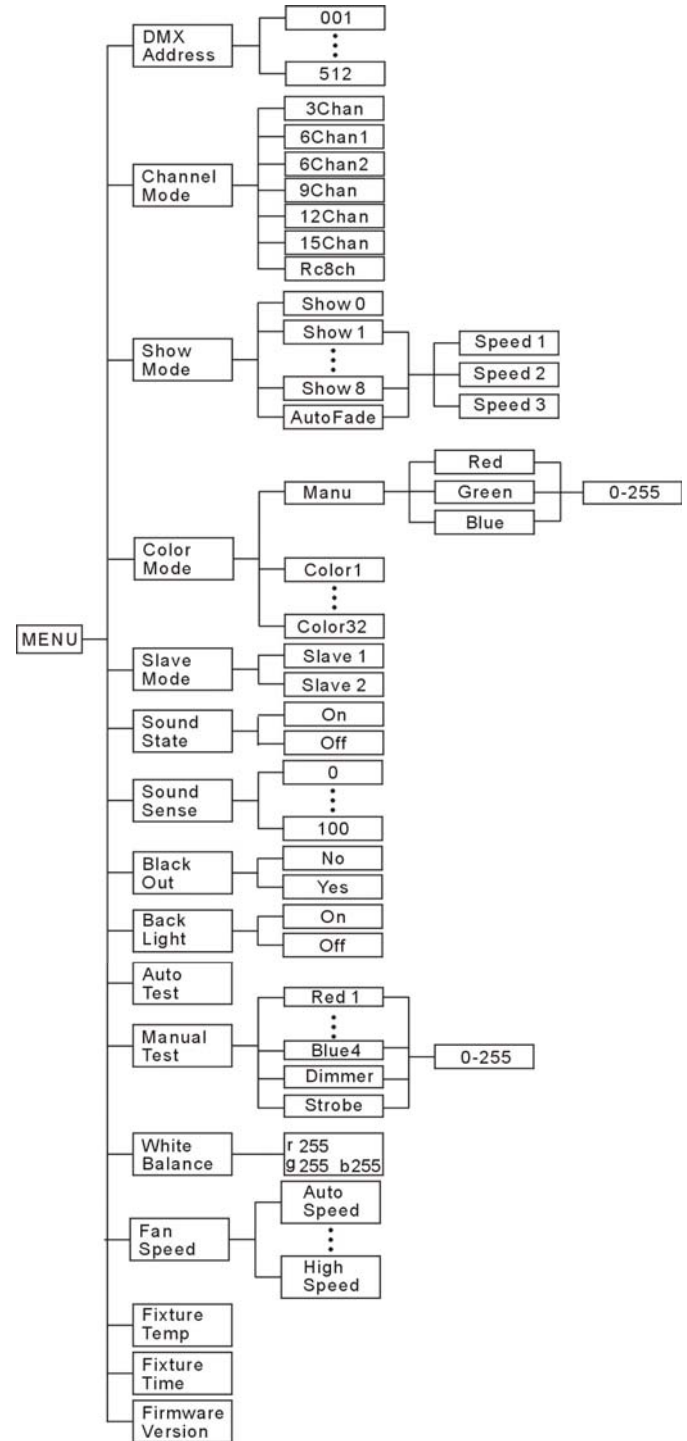 MENU
DMX
Address
001
512
Channel
Mode
3Chan
6Chan1
6Chan2
9Chan
12Chan
15Chan
Rc8ch
Show
Mode
Show 0
Show 1
Show 8
AutoFade
Speed 1
Speed 2
Speed 3
Color
Mode
Manu
Red
Green
Blue
0-255
Color1
Color32
Slave
Mode
Slave 1
Slave 2
Sound
State
On
Off
Sound
Sense
0
100
Black
Out
No
Yes
Back
Light
On
Off
Auto
Test
Manual
Test
Red 1
Blue4
Dimmer
Strobe
0-255
White
Balance
r 255
g 255 b255
Fan
Speed
Auto
Speed
High
Speed
Fixture
Temp
Fixture
Time
Firmware
Version